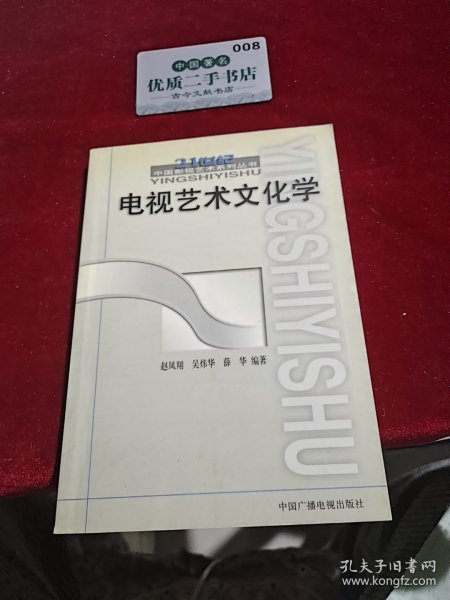 008
中国著名
优质二手书店
古今文献书店
21世纪
中国影视艺术系列丛书
YINGSHIYISHU
电视艺术文化学
YINGSHIYISHU
赵凤翔 吴炜华 薛华 编著
中国广播电视出版社
孔夫子旧书网
www.kongfz.com